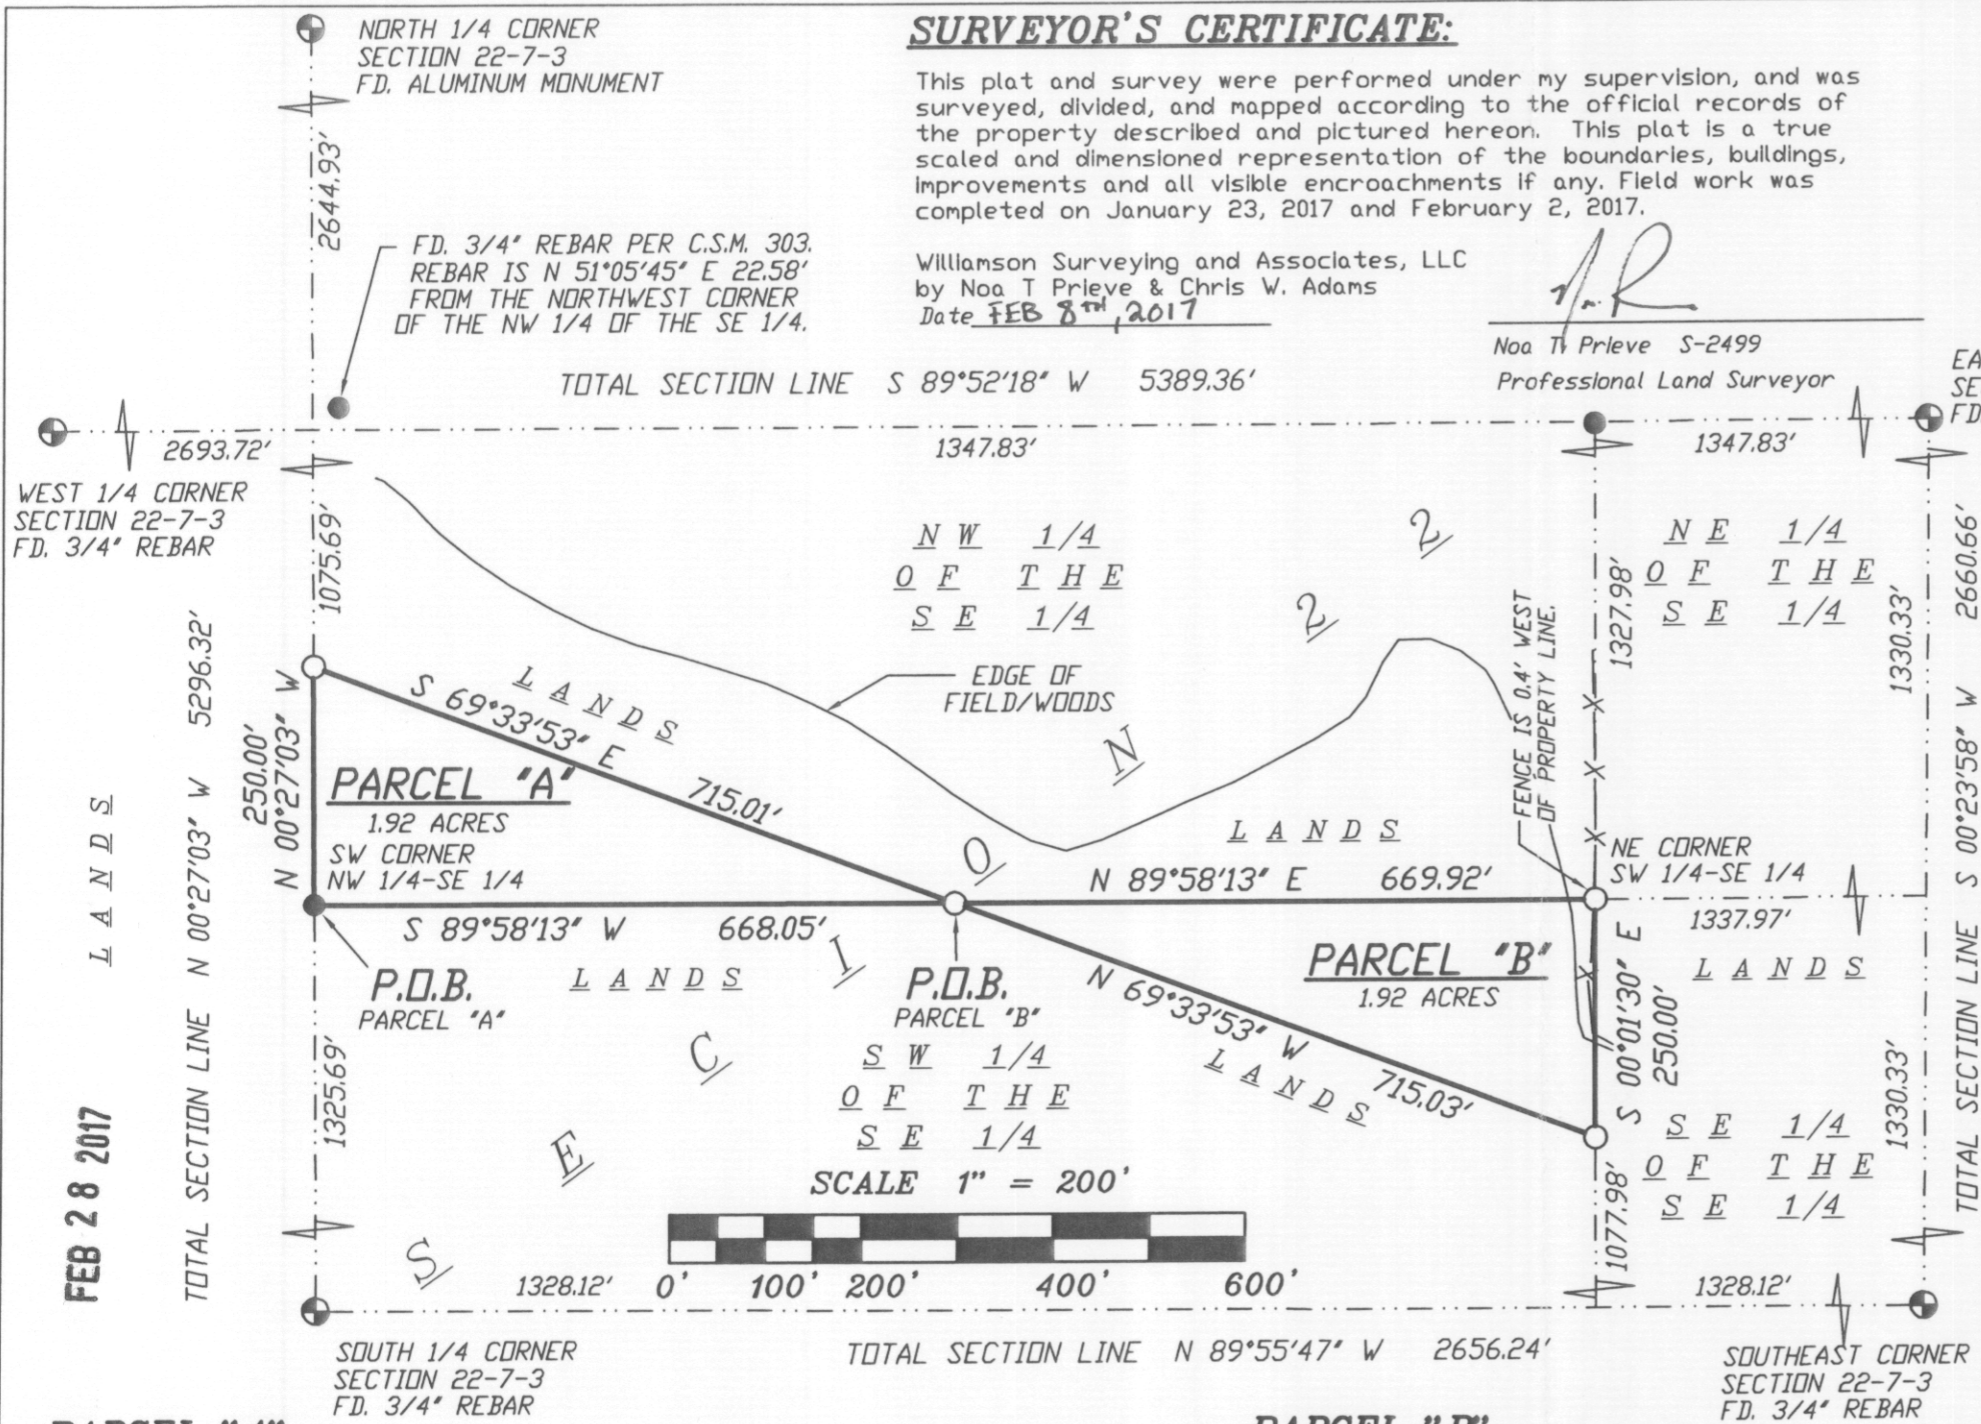 NORTH 1/4 CORNER
SECTION 22-7-3
FD. ALUMINUM MONUMENT
2644.93'
SURVEYOR'S CERTIFICATE:
This plat and survey were performed under my supervision, and was
surveyed, divided, and mapped according to the official records of
the property described and pictured hereon. This plat is a true
scaled and dimensioned representation of the boundaries, buildings,
improvements and all visible encroachments if any. Field work was
completed on January 23, 2017 and February 2, 2017.
Williamson Surveying and Associates, LLC
by Noa T Prieve & Chris W. Adams
Date FEB 8TH, 2017
Noa T Prieve S-2499
Professional Land Surveyor
FD. 3/4" REBAR PER C.S.M. 303.
REBAR IS N 51°05'45" E 22.58'
FROM THE NORTHWEST CORNER
OF THE NW 1/4 OF THE SE 1/4.
TOTAL SECTION LINE S 89°52'18" W 5389.36'
EA
SE
FD
2693.72'
1347.83'
1347.83'
WEST 1/4 CORNER
SECTION 22-7-3
FD. 3/4" REBAR
1075.69'
NW 1/4
OF THE
SE 1/4
NE 1/4
OF THE
SE 1/4
1327.98'
1330.33'
TOTAL SECTION LINE S 00°23'58" W 2660.66'
TOTAL SECTION LINE N 00°27'03" W 5296.32'
LANDS
EDGE OF
FIELD/WOODS
FENCE IS 0.4' WEST
OF PROPERTY LINE.
LANDS
S 69°33'53" E 715.01'
250.00'
N 00°27'03" W
PARCEL "A"
1.92 ACRES
SW CORNER
NW 1/4-SE 1/4
LANDS
N 89°58'13" E 669.92'
NE CORNER
SW 1/4-SE 1/4
1337.97'
LANDS
S 89°58'13" W 668.05'
LANDS
P.O.B.
PARCEL "A"
P.O.B.
PARCEL "B"
PARCEL "B"
1.92 ACRES
N 69°33'53" W 715.03'
LANDS
S 00°01'30" E
250.00'
SW 1/4
OF THE
SE 1/4
SE 1/4
OF THE
SE 1/4
1325.69'
1077.98'
1330.33'
SECION 22
FEB 28 2017
SCALE 1" = 200'
0' 100' 200' 400' 600'
1328.12'
1328.12'
SOUTH 1/4 CORNER
SECTION 22-7-3
FD. 3/4" REBAR
TOTAL SECTION LINE N 89°55'47" W 2656.24'
SOUTHEAST CORNER
SECTION 22-7-3
FD. 3/4" REBAR
PARCEL "A"
PARCEL "B"